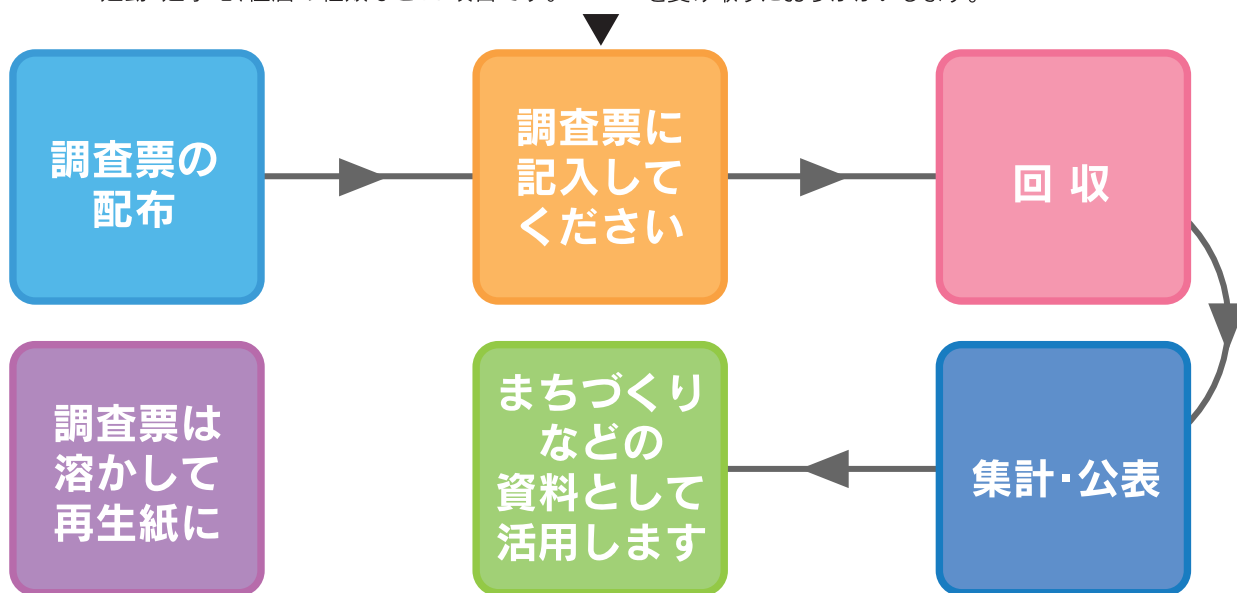 調査票の
配布
調査票に
記入して
ください
回 収
調査票は
溶かして
再生紙に
まちづくり
などの
資料として
活用します
集計・公表